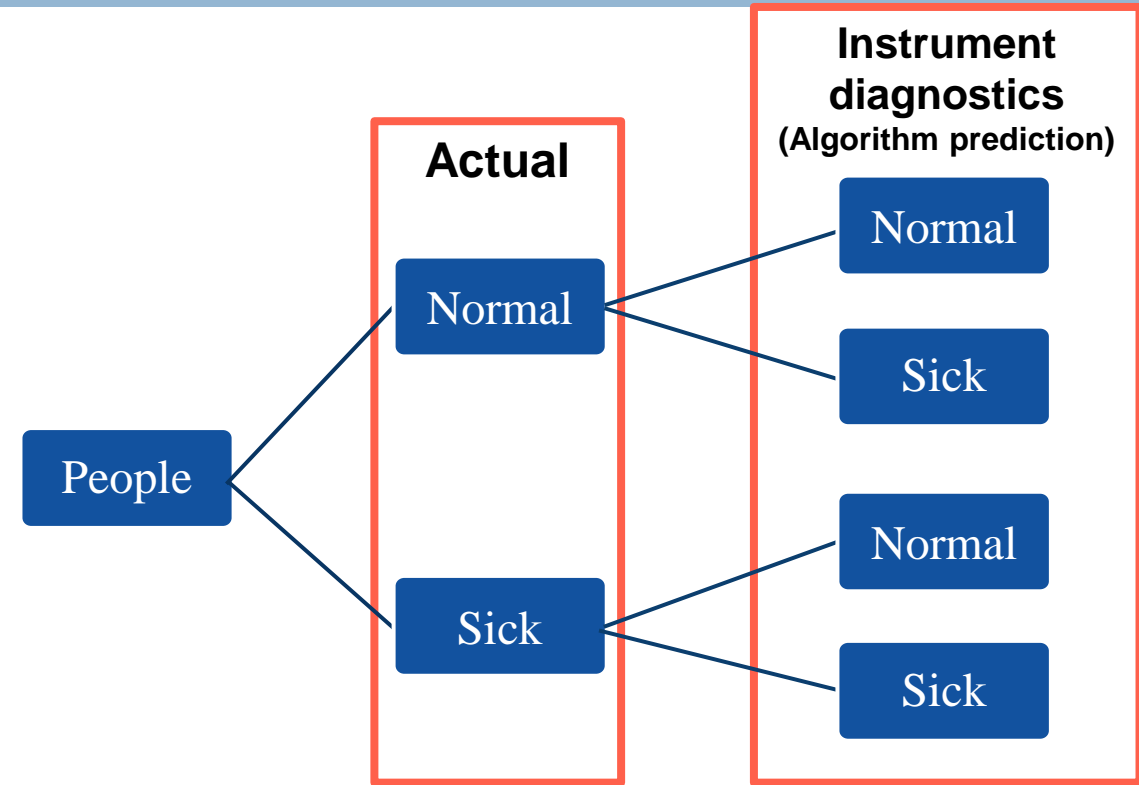 Instrument
diagnostics
(Algorithm prediction)
Actual
Normal
Normal
Sick
People
Normal
Sick
Sick